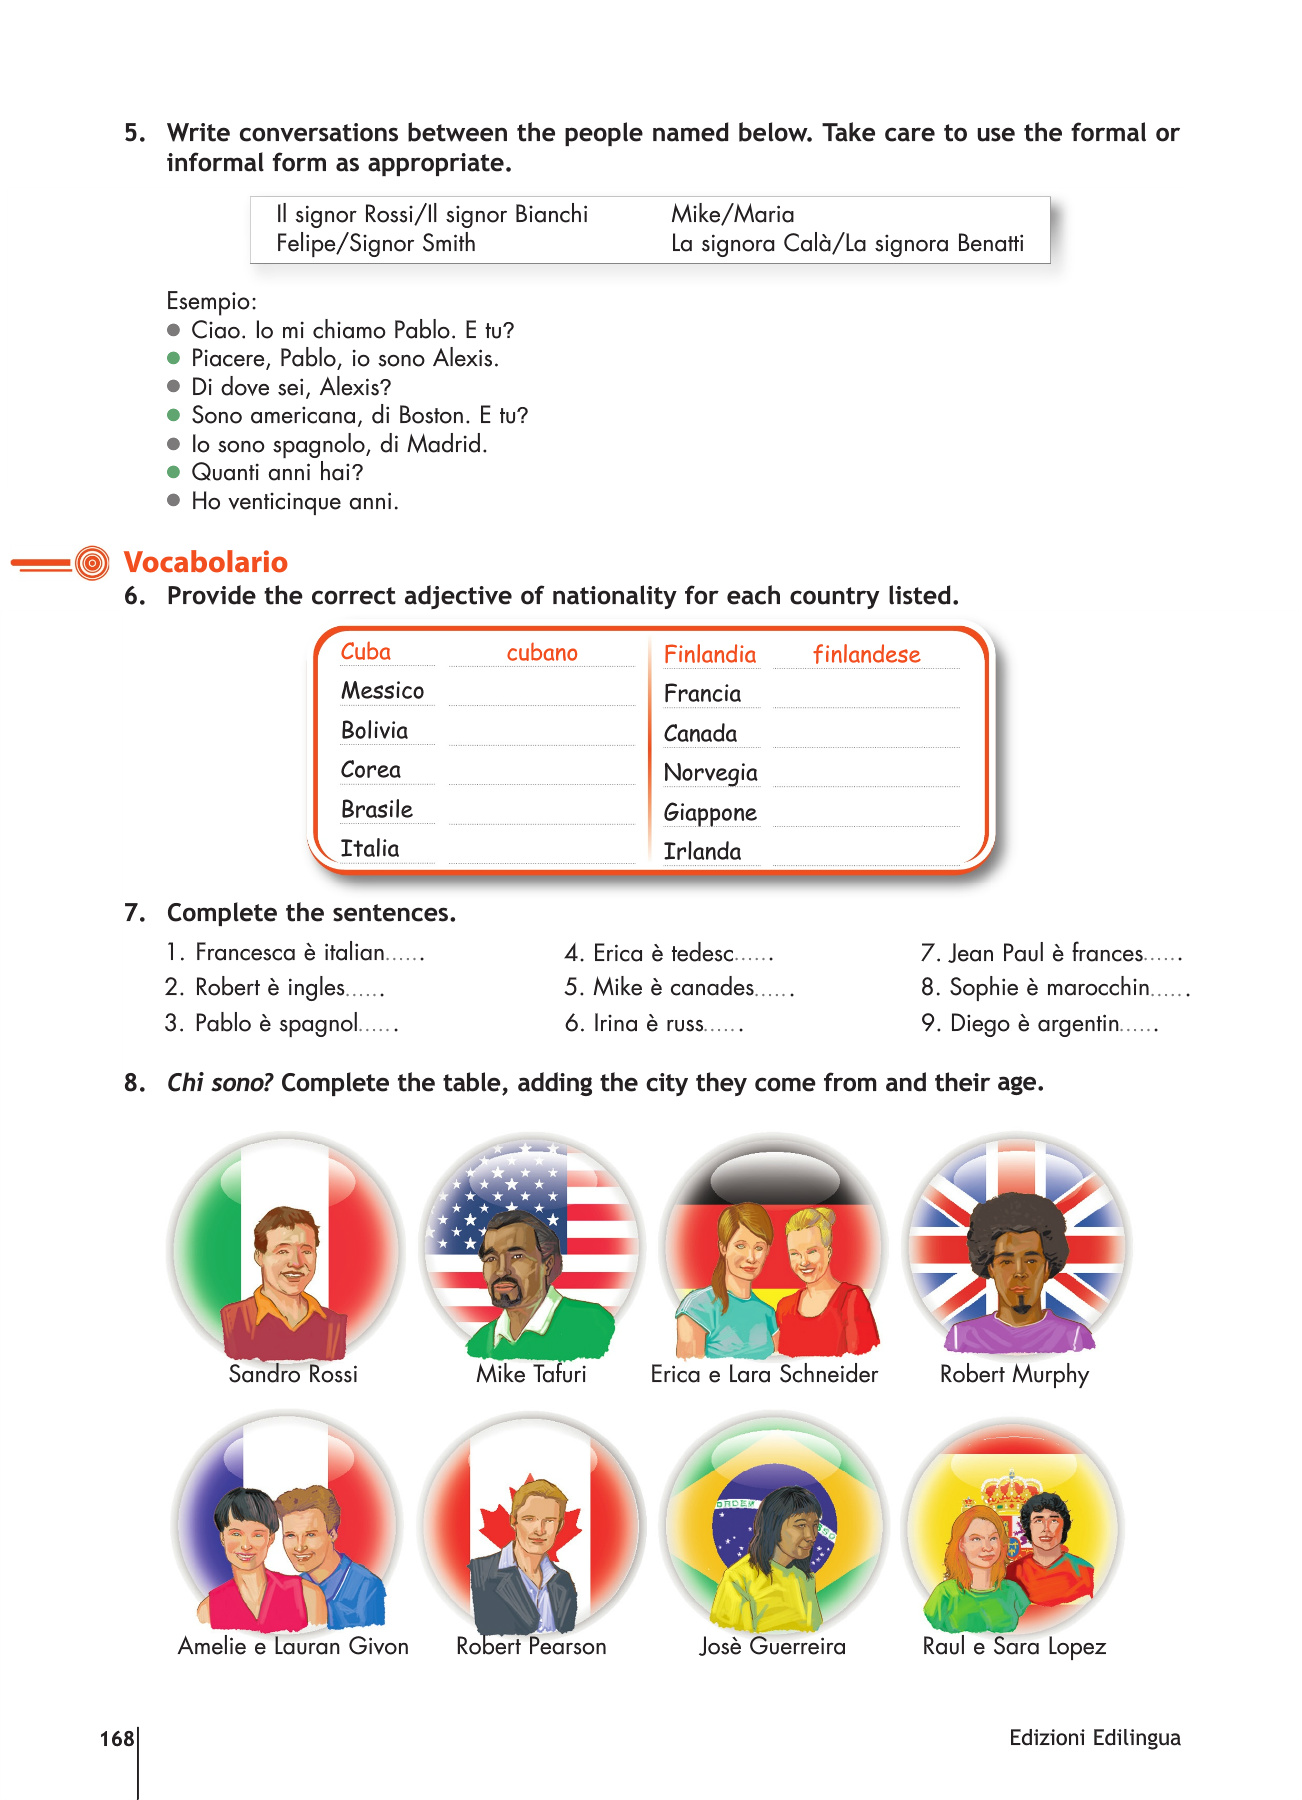 5. Write conversations between the people named below. Take care to use the formal or
informal form as appropriate.
Il signor Rossi/Il signor Bianchi Mike/Maria
Felipe/Signor Smith La signora Calà/La signora Benatti
Esempio:
Ciao. Io mi chiamo Pablo. E tu?
Piacere, Pablo, io sono Alexis.
Di dove sei, Alexis?
Sono americana, di Boston. E tu?
Io sono spagnolo, di Madrid.
Quanti anni hai?
Ho venticinque anni.
Vocabolario
6. Provide the correct adjective of nationality for each country listed.
Cuba cubano Finlandia finlandese
Messico Francia
Bolivia Canada
Corea Norvegia
Brasile Giappone
Italia Irlanda
7. Complete the sentences.
1. Francesca è italian...... 4. Erica è tedesc...... 7. Jean Paul è frances......
2. Robert è ingles...... 5. Mike è canades...... 8. Sophie è marocchin......
3. Pablo è spagnol...... 6. Irina è russ...... 9. Diego è argentin......
8. Chi sono? Complete the table, adding the city they come from and their age.
Sandro Rossi Mike Tafuri Erica e Lara Schneider Robert Murphy
ORDEM
Amelie e Lauran Givon Robert Pearson Josè Guerreira Raul e Sara Lopez
168 Edizioni Edilingua